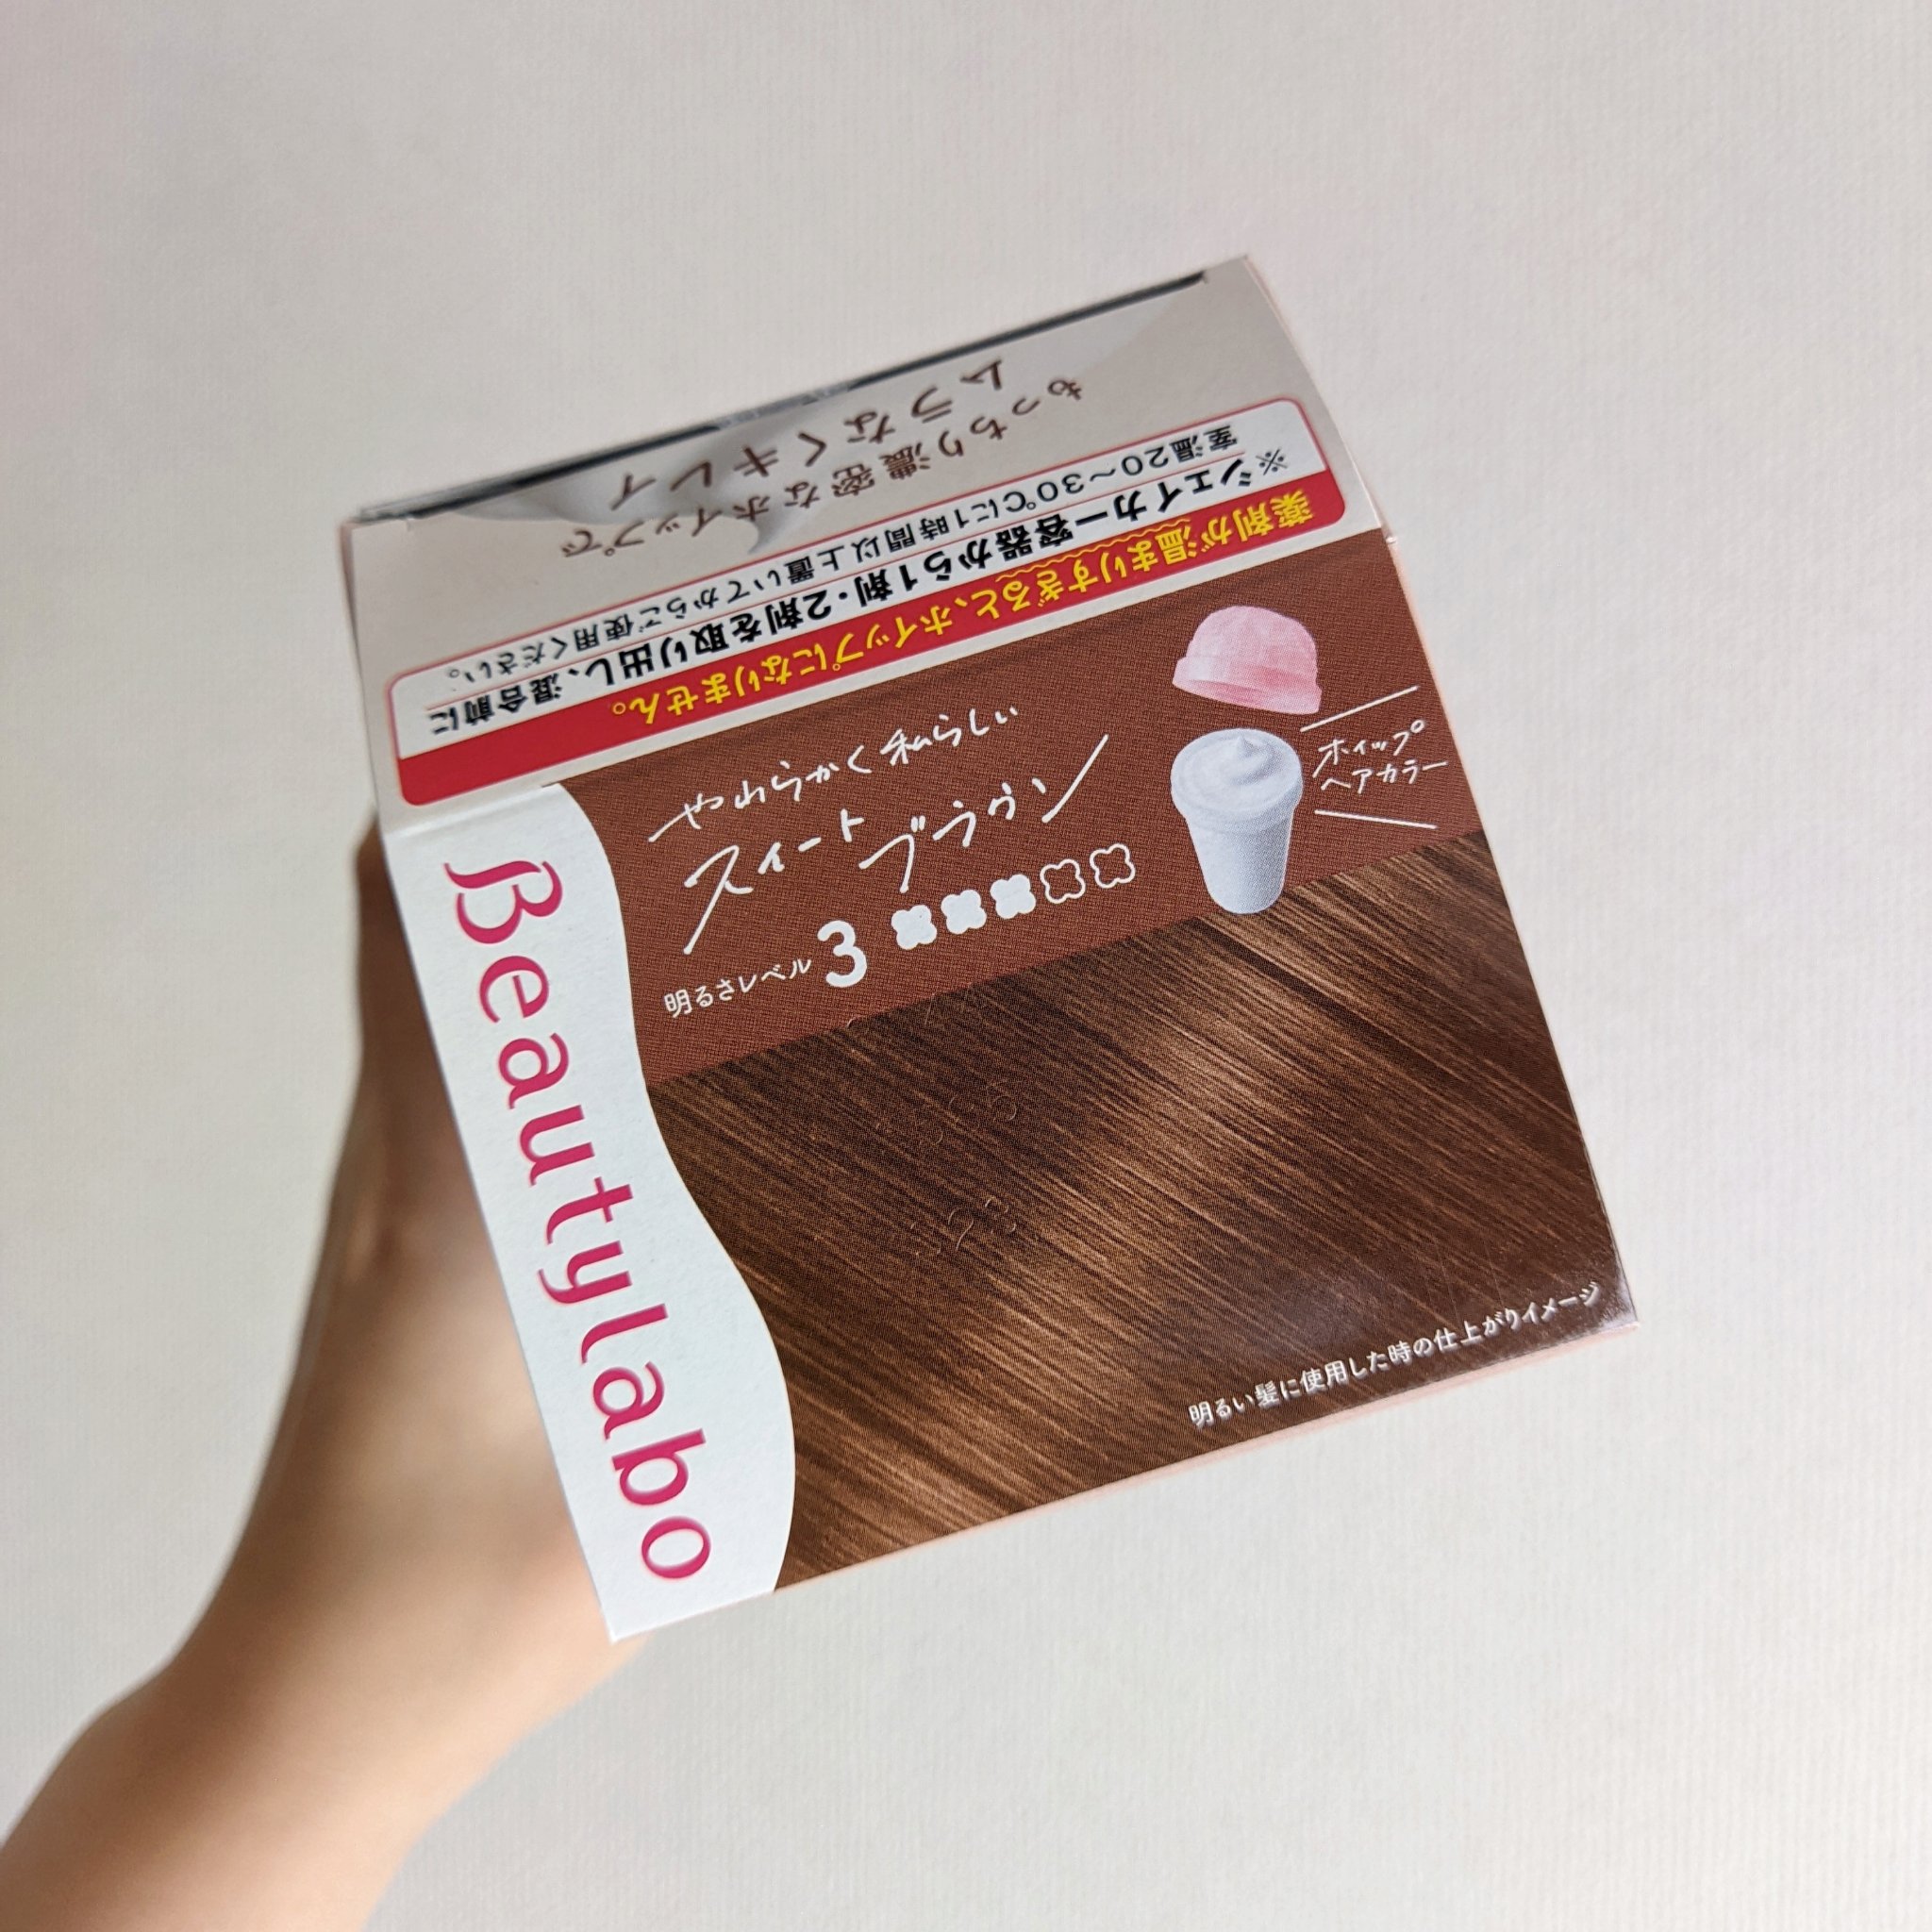 もっちり濃密なホイップで
ムラなくキレイ
薬剤が温まりすぎると、ホイップになりません。
※シェイカー容器から1剤・2剤を取り出し、混合前に
室温20〜30℃に1時間以上置いてからご使用ください。
Beautylabo
やわらかく私らしい
スイート
ブラウン
明るさレベル 3
ホイップ
ヘアカラー
明るい髪に使用した時の仕上がりイメージ